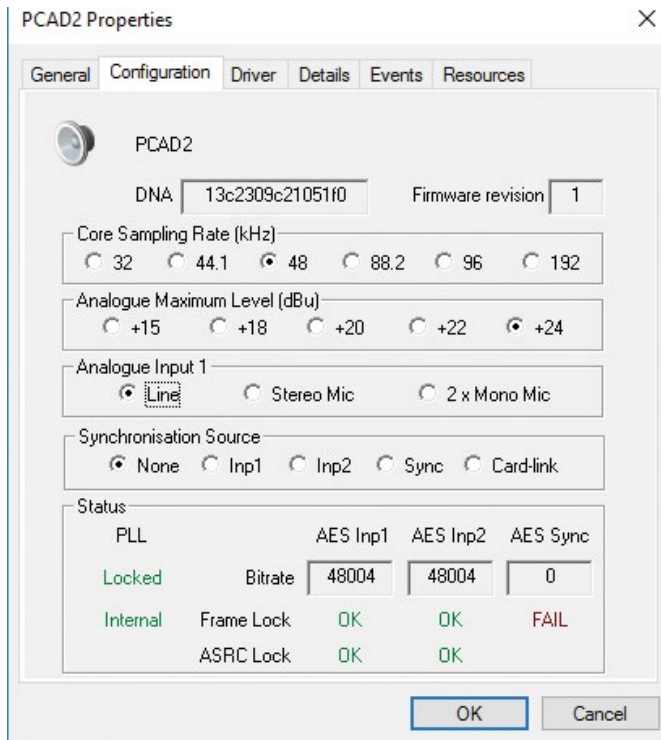 PCAD2 Properties
General Configuration Driver Details Events Resources
PCAD2
DNA 13c2309c21051f0 Firmware revision 1
Core Sampling Rate (kHz)
32 44.1 48 88.2 96 192
Analogue Maximum Level (dBu)
+15 +18 +20 +22 +24
Analogue Input 1
Line Stereo Mic 2 x Mono Mic
Synchronisation Source
None Inp1 Inp2 Sync Card-link
Status
PLL AES Inp1 AES Inp2 AES Sync
Locked Bitrate 48004 48004 0
Internal Frame Lock OK OK FAIL
ASRC Lock OK OK
OK Cancel